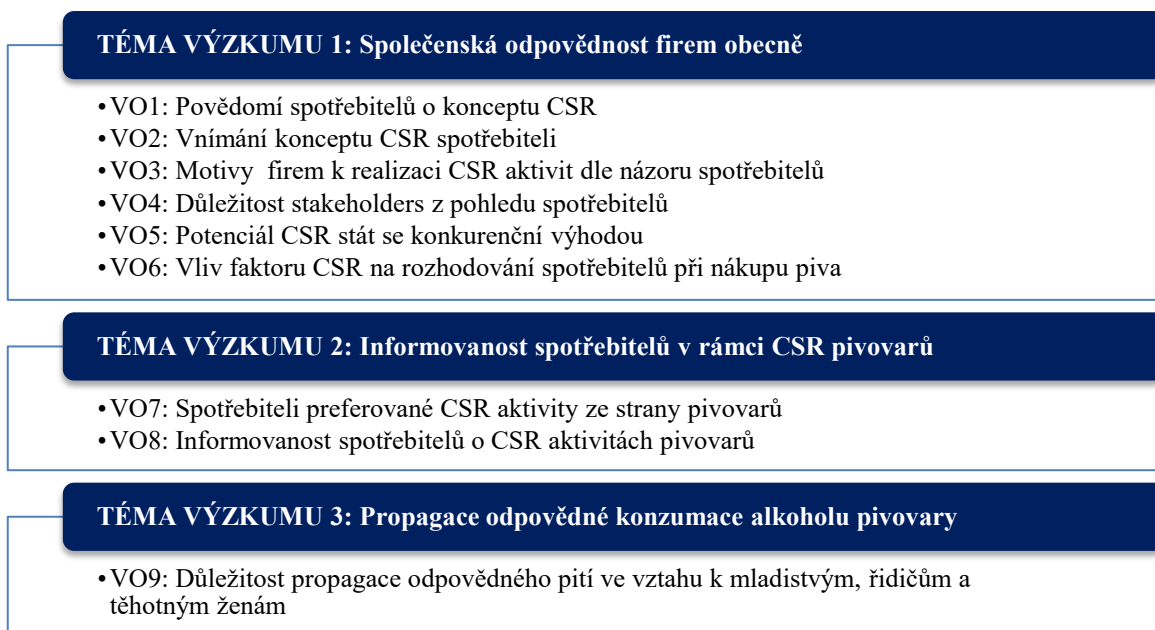 TÉMA VÝZKUMU 1: Společenská odpovědnost firem obecně
•VO1: Povědomí spotřebitelů o konceptu CSR
•VO2: Vnímání konceptu CSR spotřebiteli
•VO3: Motivy firem k realizaci CSR aktivit dle názoru spotřebitelů
•VO4: Důležitost stakeholders z pohledu spotřebitelů
•VO5: Potenciál CSR stát se konkurenční výhodou
•VO6: Vliv faktoru CSR na rozhodování spotřebitelů při nákupu piva
TÉMA VÝZKUMU 2: Informovanost spotřebitelů v rámci CSR pivovarů
•VO7: Spotřebiteli preferované CSR aktivity ze strany pivovarů
•VO8: Informovanost spotřebitelů o CSR aktivitách pivovarů
TÉMA VÝZKUMU 3: Propagace odpovědné konzumace alkoholu pivovary
•VO9: Důležitost propagace odpovědného pití ve vztahu k mladistvým, řidičům a
těhotným ženám